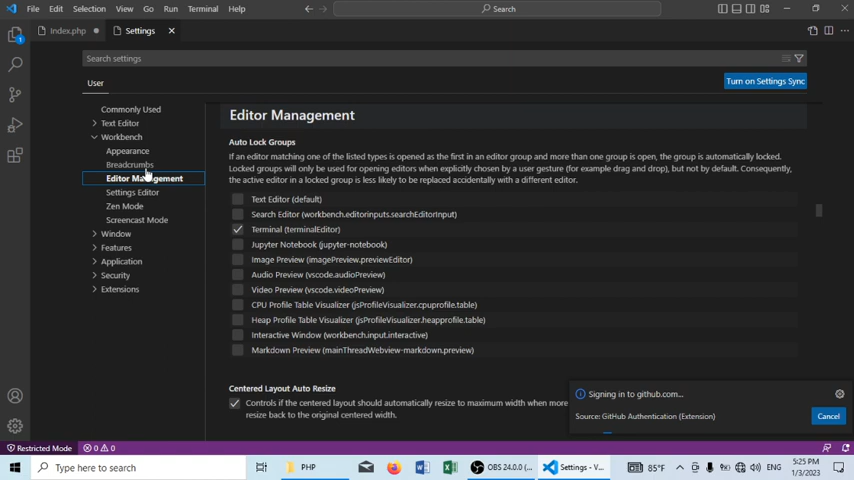 File Edit Selection View Go Run Terminal Help Search
Index.php Settings
Search settings
User Turn on Settings Sync
Commonly Used
Text Editor
Workbench
Appearance
Breadcrumbs
Editor Management
Settings Editor
Zen Mode
Screencast Mode
Window
Features
Application
Security
Extensions
Editor Management
Auto Lock Groups
If an editor matching one of the listed types is opened as the first in an editor group and more than one group is open, the group is automatically locked.
Locked groups will only be used for opening editors when explicitly chosen by a user gesture (for example drag and drop), but not by default. Consequently,
the active editor in a locked group is less likely to be replaced accidentally with a different editor.
Text Editor (default)
Search Editor (workbench.editorinputs.searchEditorInput)
Terminal (terminalEditor)
Jupyter Notebook (jupyter-notebook)
Image Preview (imagePreview.previewEditor)
Audio Preview (vscode.audioPreview)
Video Preview (vscode.videoPreview)
CPU Profile Table Visualizer (jsProfileVisualizer.cpuprofile.table)
Heap Profile Table Visualizer (jsProfileVisualizer.heapprofile.table)
Interactive Window (workbench.input.interactive)
Markdown Preview (mainThreadWebview-markdown.preview)
Centered Layout Auto Resize
Controls if the centered layout should automatically resize to maximum width when more
resize back to the original centered width.
Signing in to github.com...
Source: GitHub Authentication (Extension) Cancel
1
Restricted Mode 0 0
Type here to search PHP OBS 24.0.0 (... Settings - V... 85°F ENG
5:25 PM
1/3/2023